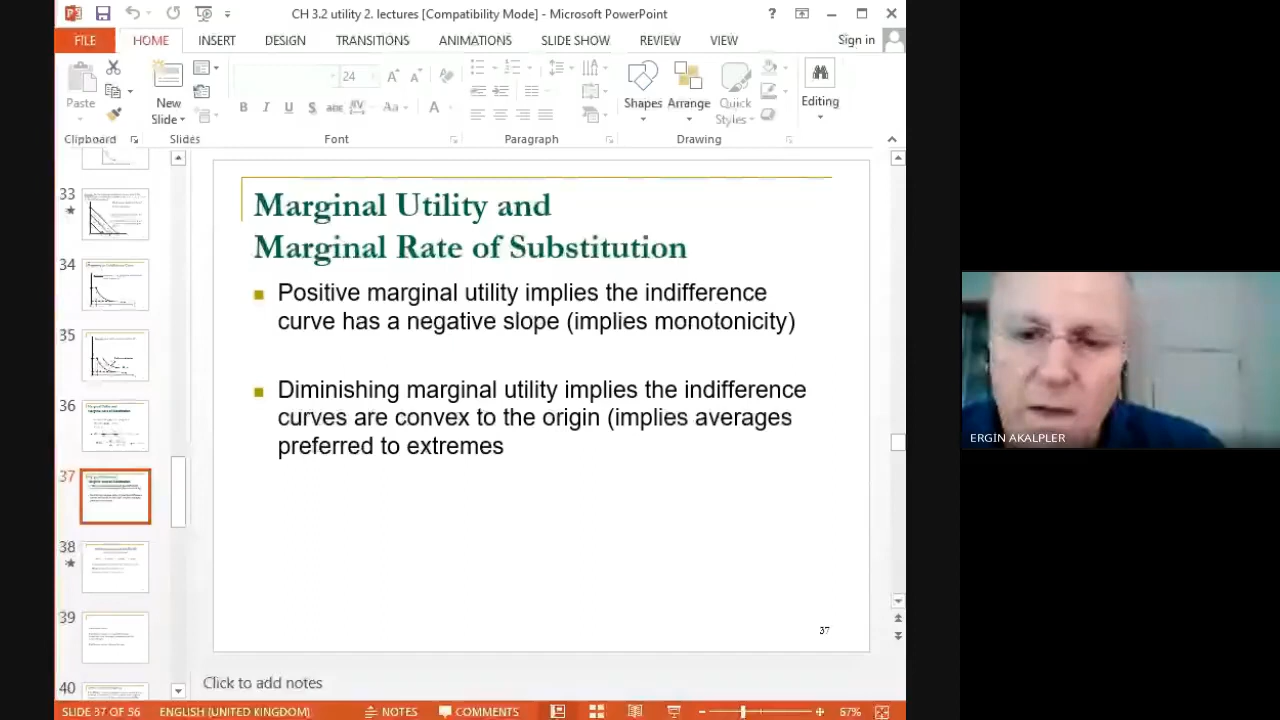 CH 3.2 utility 2. lectures [Compatibility Mode] - Microsoft PowerPoint
FILE HOME INSERT DESIGN TRANSITIONS ANIMATIONS SLIDE SHOW REVIEW VIEW Sign in
24
Paste New Slide Shapes Arrange Quick Styles Editing
Clipboard Slides Font Paragraph Drawing
33
34
35
36
37
38
39
40
Marginal Utility and
Marginal Rate of Substitution
Positive marginal utility implies the indifference
curve has a negative slope (implies monotonicity)
Diminishing marginal utility implies the indifference
curves are convex to the origin (implies averages
preferred to extremes
37
ERGIN AKALPLER
Click to add notes
SLIDE 37 OF 56 ENGLISH (UNITED KINGDOM) NOTES COMMENTS 67%